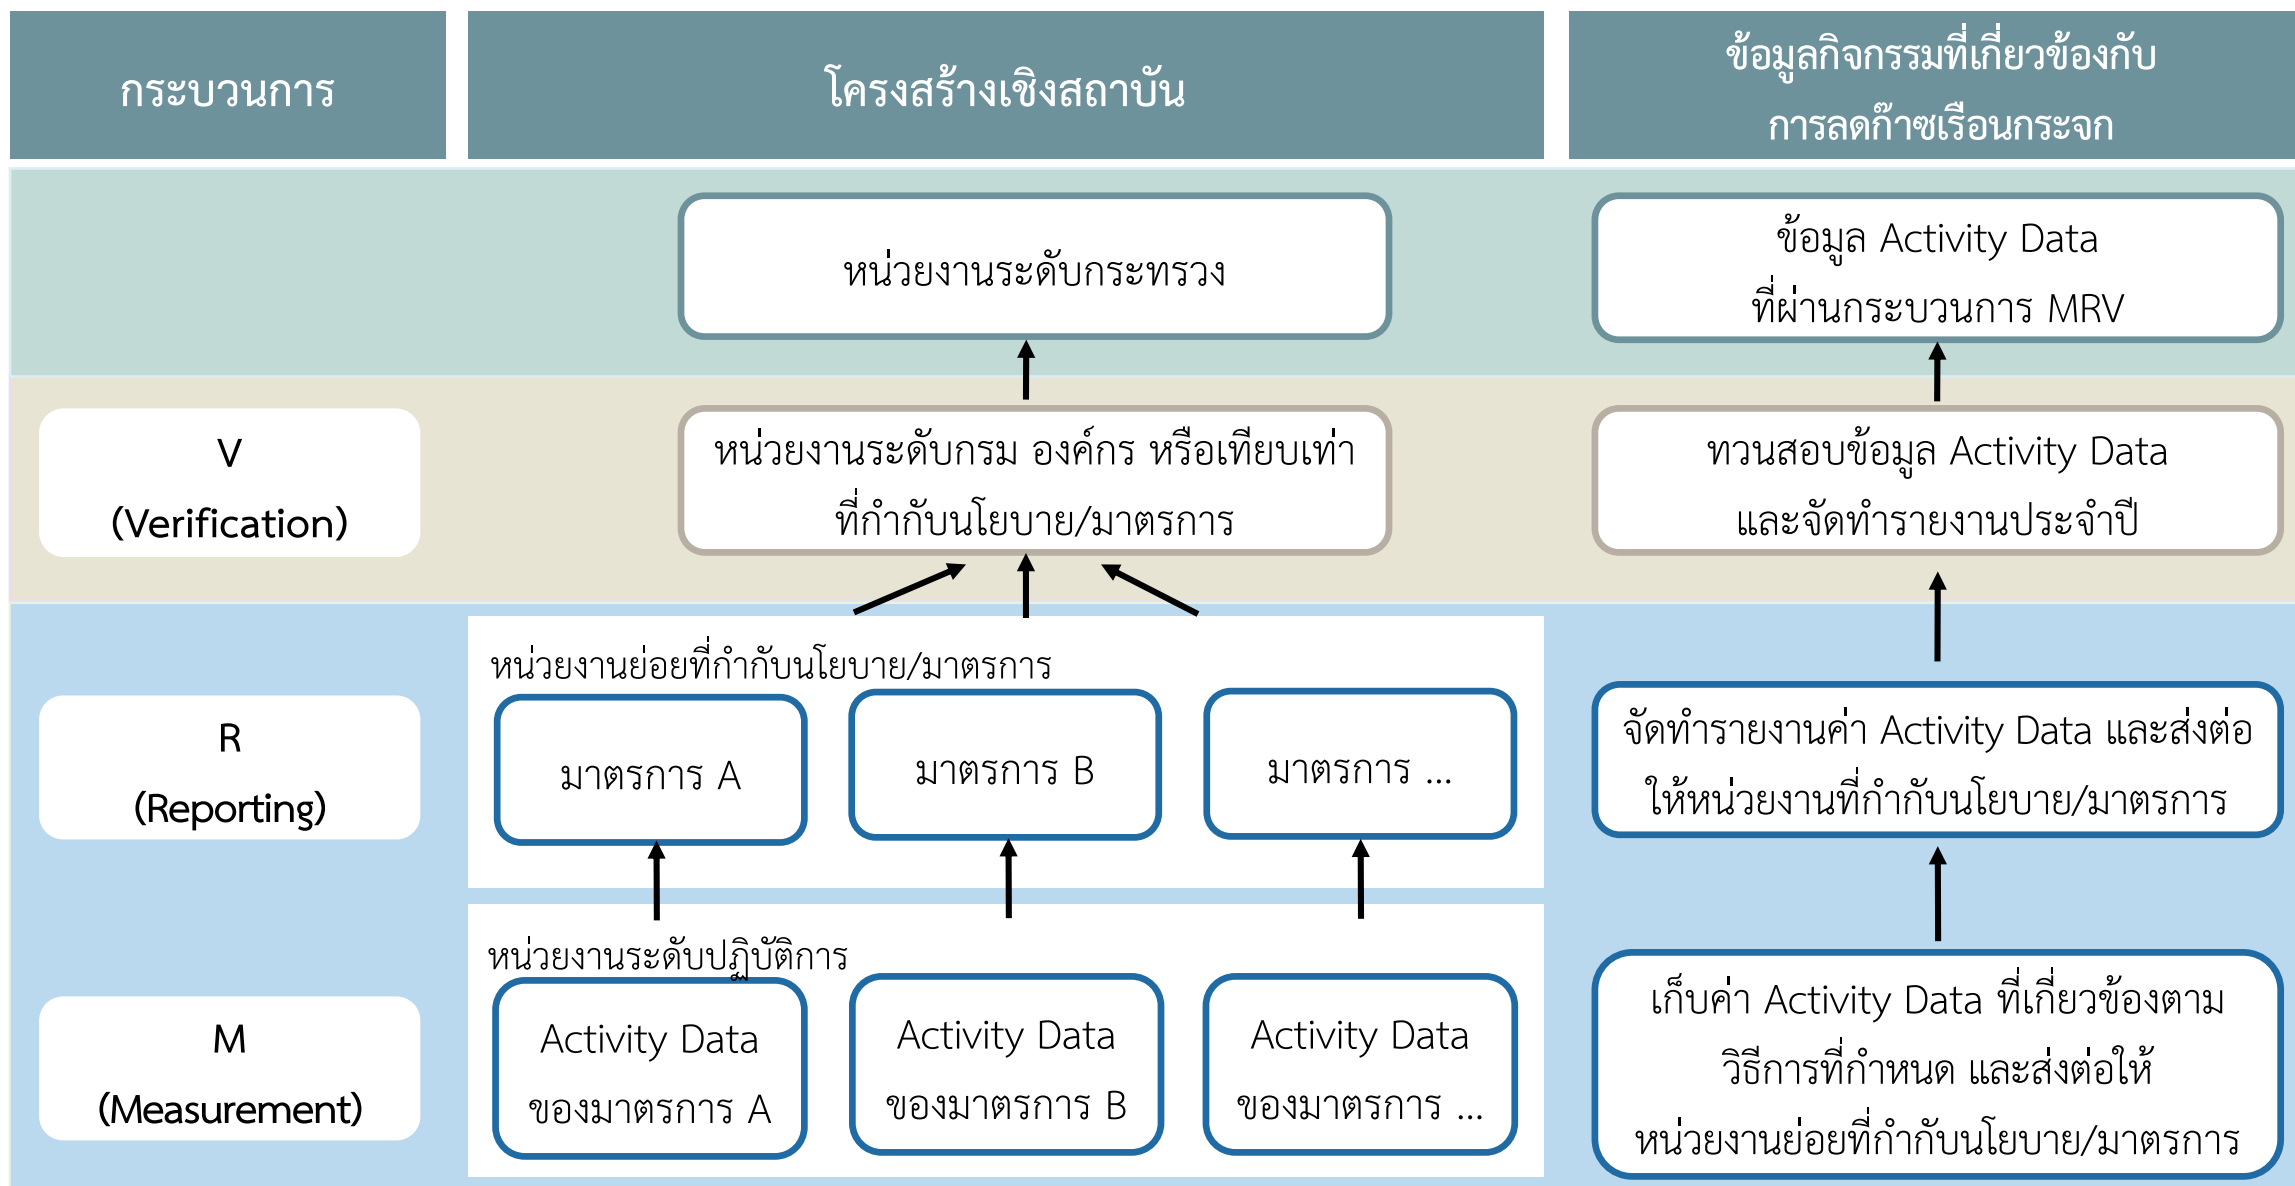 กระบวนการ
โครงสร้างเชิงสถาบัน
ข้อมูลกิจกรรมที่เกี่ยวข้องกับ
การลดก๊าซเรือนกระจก
หน่วยงานระดับกระทรวง
ข้อมูล Activity Data
ที่ผ่านกระบวนการ MRV
V
(Verification)
หน่วยงานระดับกรม องค์กร หรือเทียบเท่า
ที่กำกับนโยบาย/มาตรการ
ทวนสอบข้อมูล Activity Data
และจัดทำรายงานประจำปี
R
(Reporting)
หน่วยงานย่อยที่กำกับนโยบาย/มาตรการ
มาตรการ A
มาตรการ B
มาตรการ ...
จัดทำรายงานค่า Activity Data และส่งต่อ
ให้หน่วยงานที่กำกับนโยบาย/มาตรการ
M
(Measurement)
หน่วยงานระดับปฏิบัติการ
Activity Data
ของมาตรการ A
Activity Data
ของมาตรการ B
Activity Data
ของมาตรการ ...
เก็บค่า Activity Data ที่เกี่ยวข้องตาม
วิธีการที่กำหนด และส่งต่อให้
หน่วยงานย่อยที่กำกับนโยบาย/มาตรการ